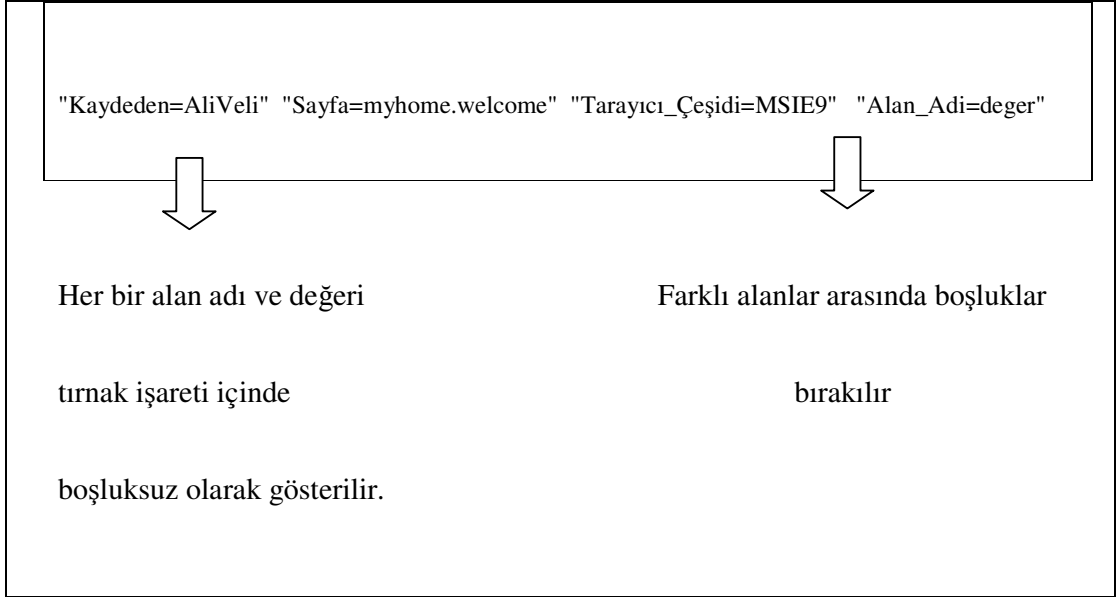 "Kaydeden=AliVeli" "Sayfa=myhome.welcome" "Tarayıcı_Çeşidi=MSIE9" "Alan_Adi=deger"
Her bir alan adı ve değeri
tırnak işareti içinde
boşluksuz olarak gösterilir.
Farklı alanlar arasında boşluklar
bırakılır